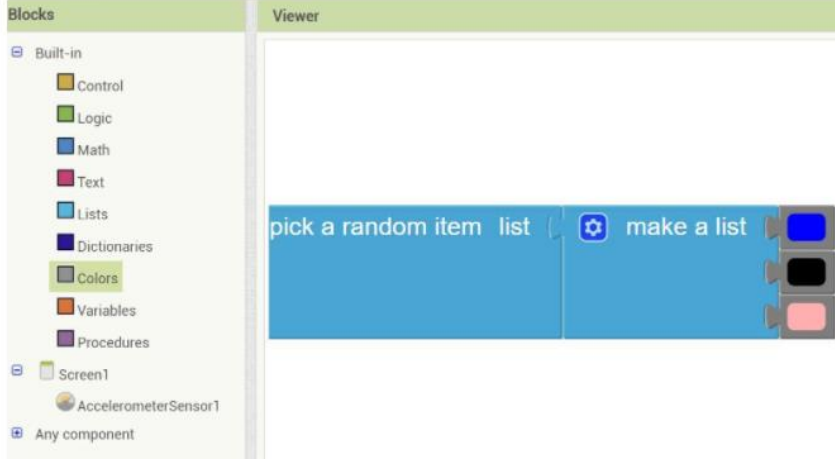 Blocks
Viewer
Built-in
Control
Logic
Math
Text
Lists
Dictionaries
Colors
Variables
Procedures
Screen1
AccelerometerSensor1
Any component
pick a random item list make a list